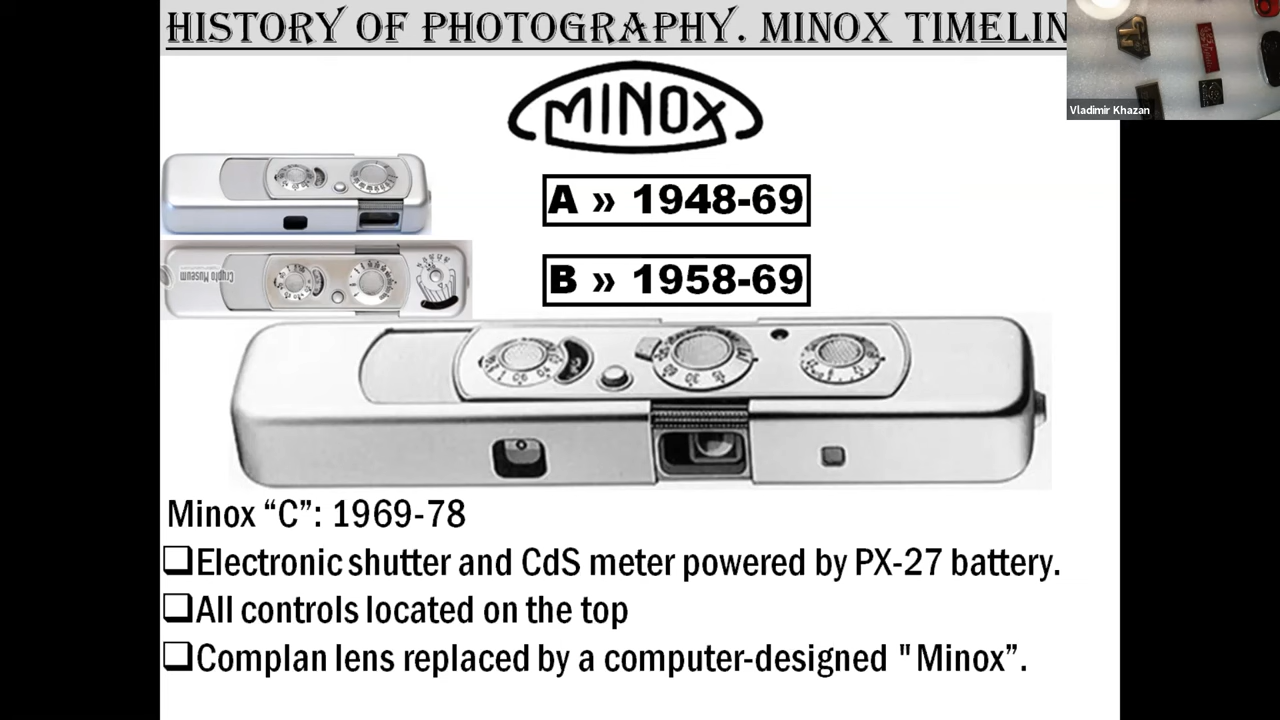 HISTORY OF PHOTOGRAPHY. MINOX TIMELIN
Vladimir Khazan
MINOX
A » 1948-69
Crypto Museum
B » 1958-69
Minox “C”: 1969-78
❑Electronic shutter and CdS meter powered by PX-27 battery.
❑All controls located on the top
❑Complan lens replaced by a computer-designed "Minox”.